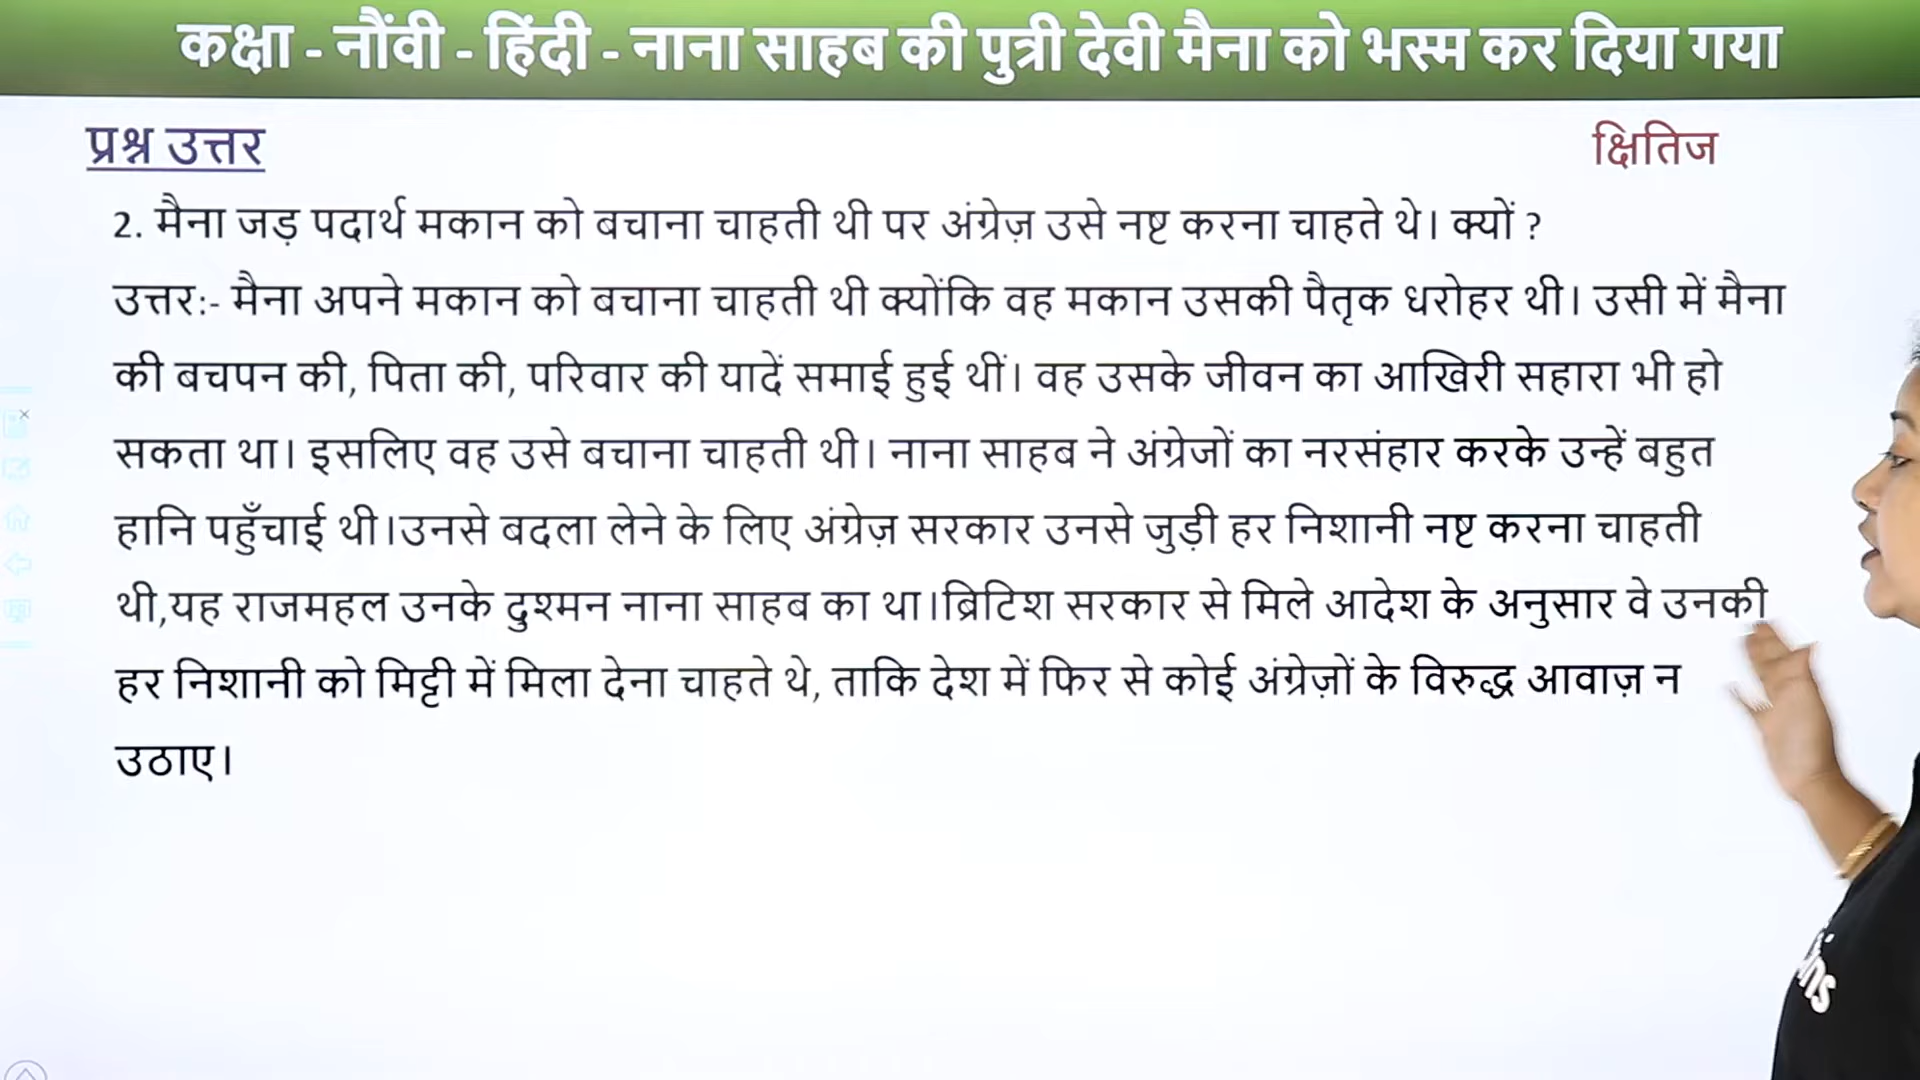 कक्षा - नौंवी - हिंदी - नाना साहब की पुत्री देवी मैना को भस्म कर दिया गया
प्रश्न उत्तर
क्षितिज
2. मैना जड़ पदार्थ मकान को बचाना चाहती थी पर अंग्रेज़ उसे नष्ट करना चाहते थे। क्यों ?
उत्तर:- मैना अपने मकान को बचाना चाहती थी क्योंकि वह मकान उसकी पैतृक धरोहर थी। उसी में मैना
की बचपन की, पिता की, परिवार की यादें समाई हुई थीं। वह उसके जीवन का आखिरी सहारा भी हो
सकता था। इसलिए वह उसे बचाना चाहती थी। नाना साहब ने अंग्रेजों का नरसंहार करके उन्हें बहुत
हानि पहुँचाई थी।उनसे बदला लेने के लिए अंग्रेज़ सरकार उनसे जुड़ी हर निशानी नष्ट करना चाहती
थी,यह राजमहल उनके दुश्मन नाना साहब का था।ब्रिटिश सरकार से मिले आदेश के अनुसार वे उनकी
हर निशानी को मिट्टी में मिला देना चाहते थे, ताकि देश में फिर से कोई अंग्रेज़ों के विरुद्ध आवाज़ न
उठाए।